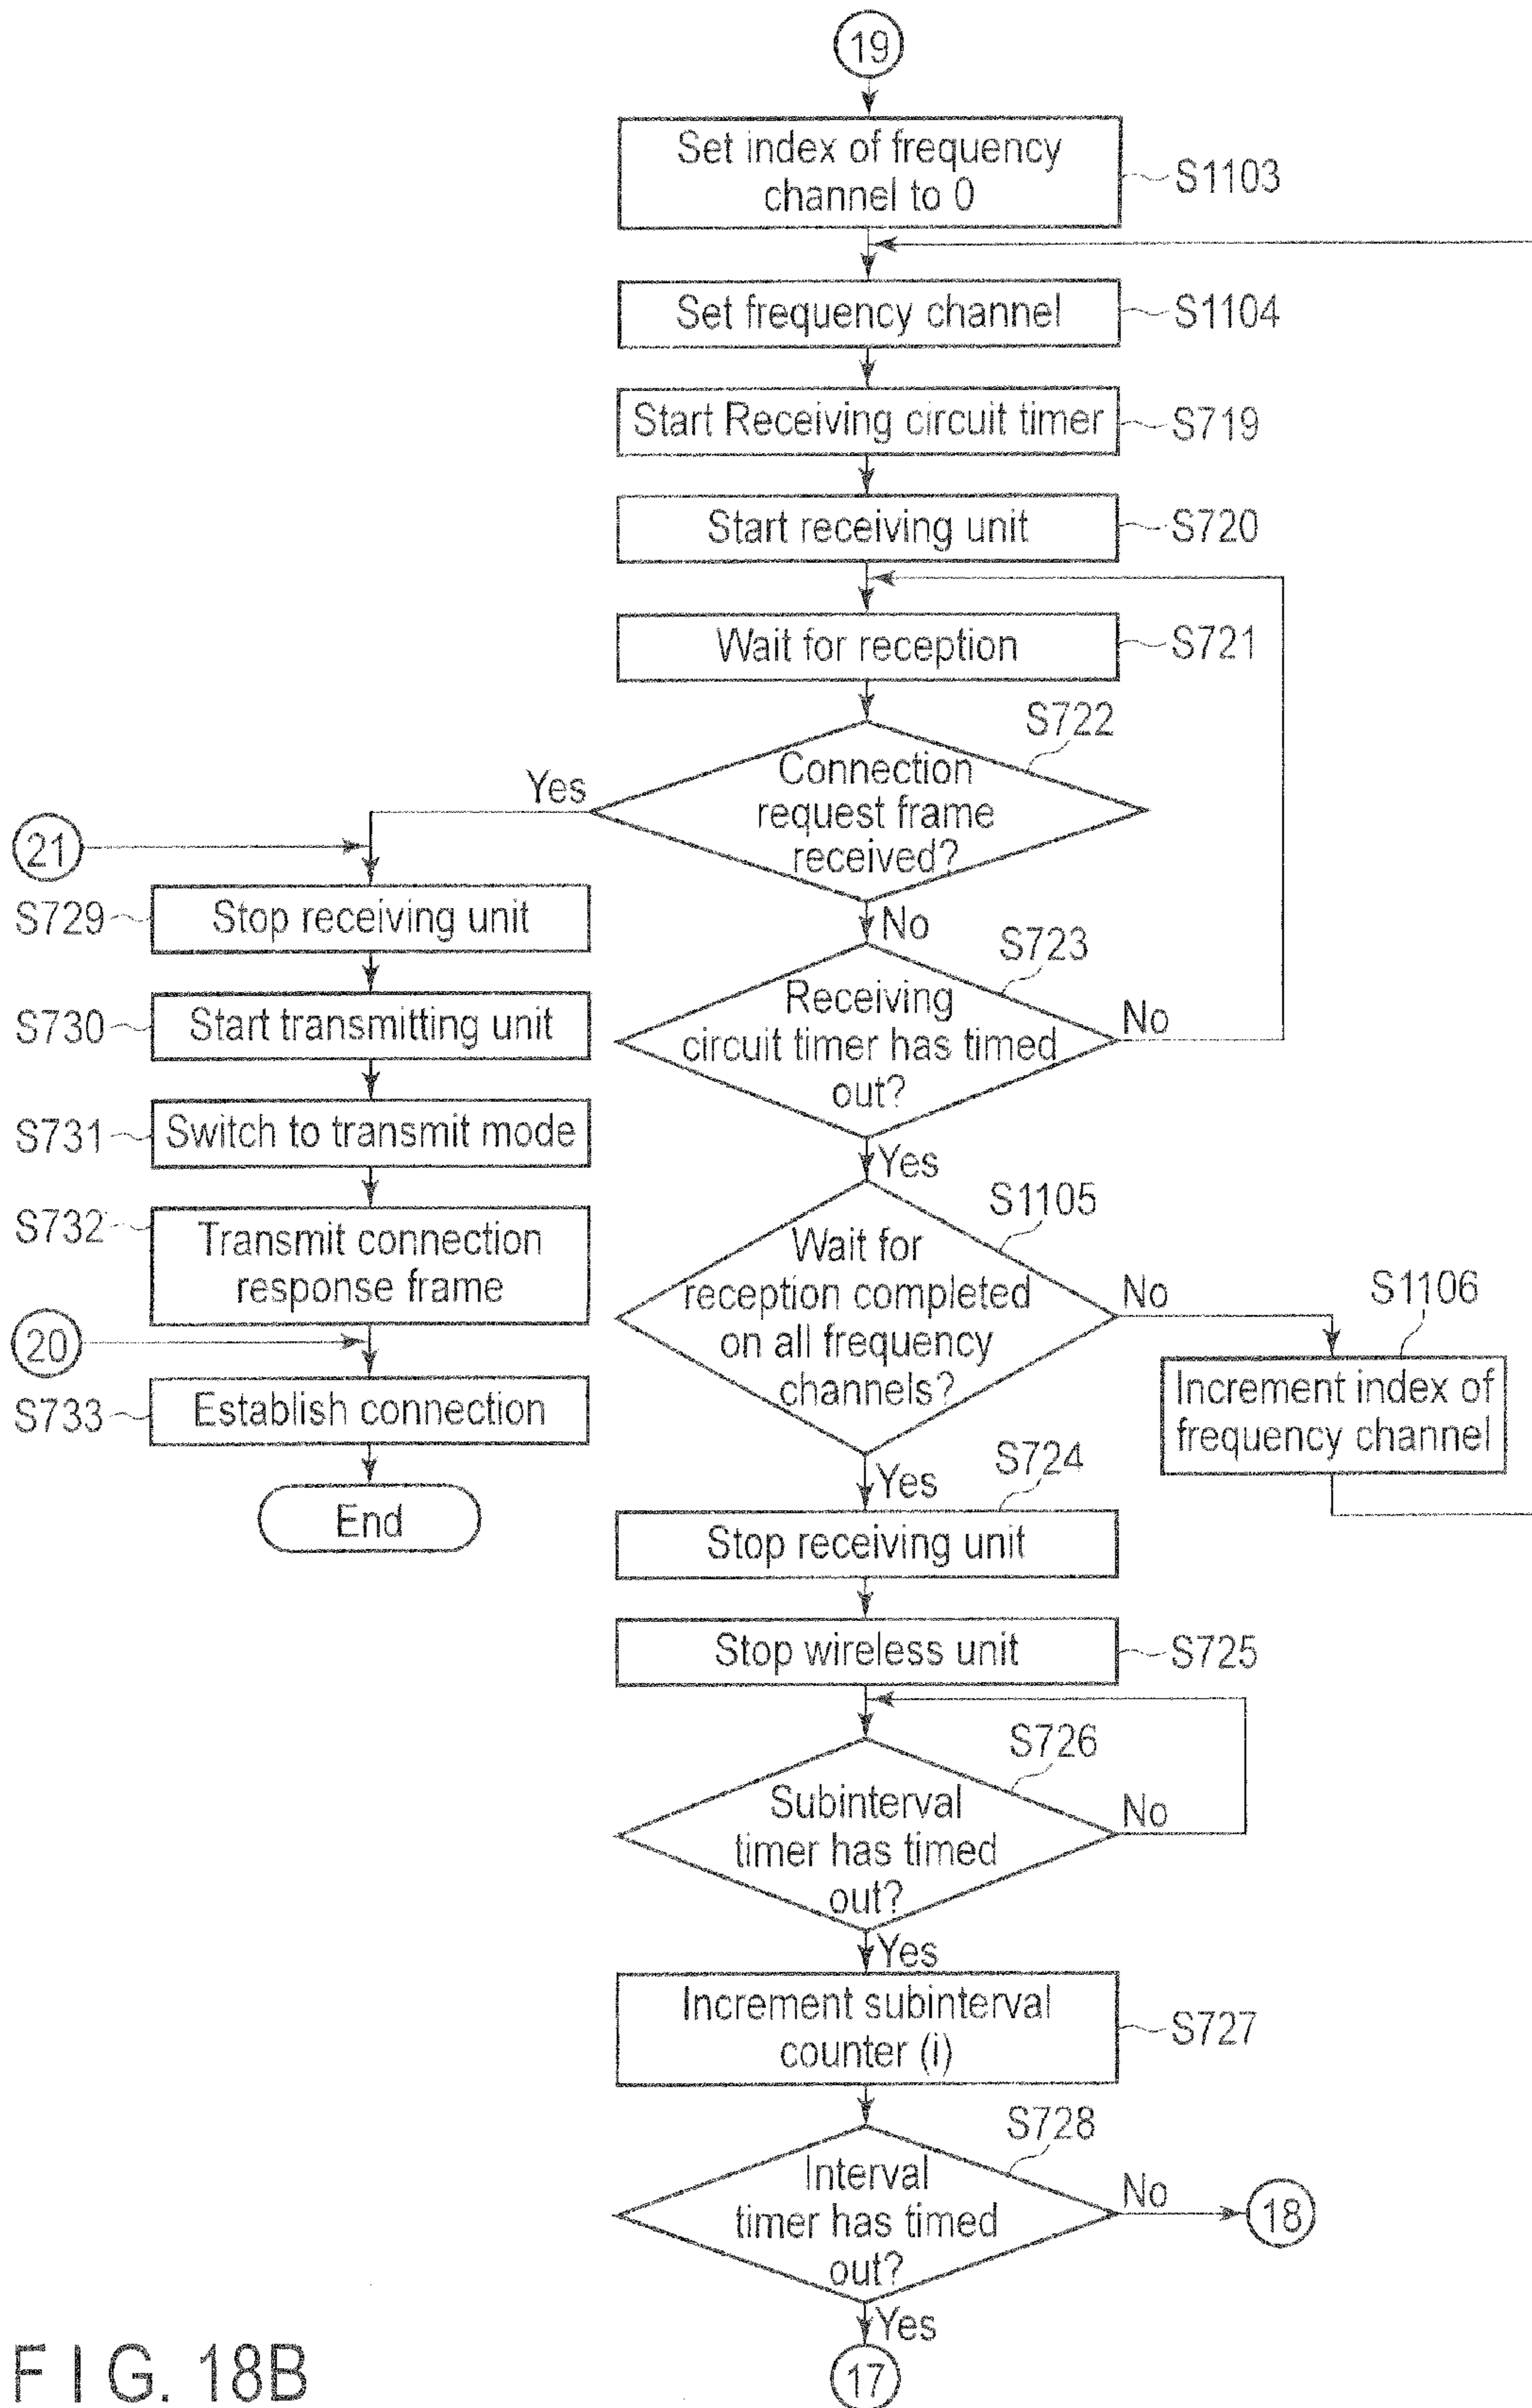 19
Set index of frequency
channel to 0
S1103
Set frequency channel
S1104
Start Receiving circuit timer
S719
Start receiving unit
S720
Wait for reception
S721
S722
Connection
request frame
received?
Yes
No
21
S729
Stop receiving unit
S730
Start transmitting unit
S731
Switch to transmit mode
S732
Transmit connection
response frame
20
S733
Establish connection
End
S723
Receiving
circuit timer has timed
out?
No
Yes
S1105
Wait for
reception completed
on all frequency
channels?
No
S1106
Increment index of
frequency channel
Yes
S724
Stop receiving unit
Stop wireless unit
S725
S726
Subinterval
timer has timed
out?
No
Yes
Increment subinterval
counter (i)
S727
S728
Interval
timer has timed
out?
No
18
Yes
17
FIG. 18B